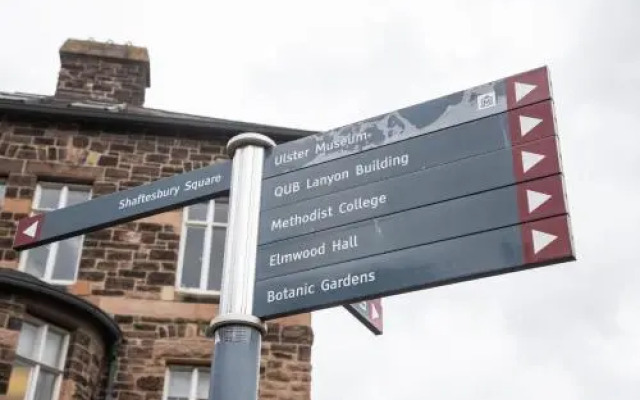 Shaftesbury Square
Ulster Museum
QUB Lanyon Building
Methodist College
Elmwood Hall
Botanic Gardens